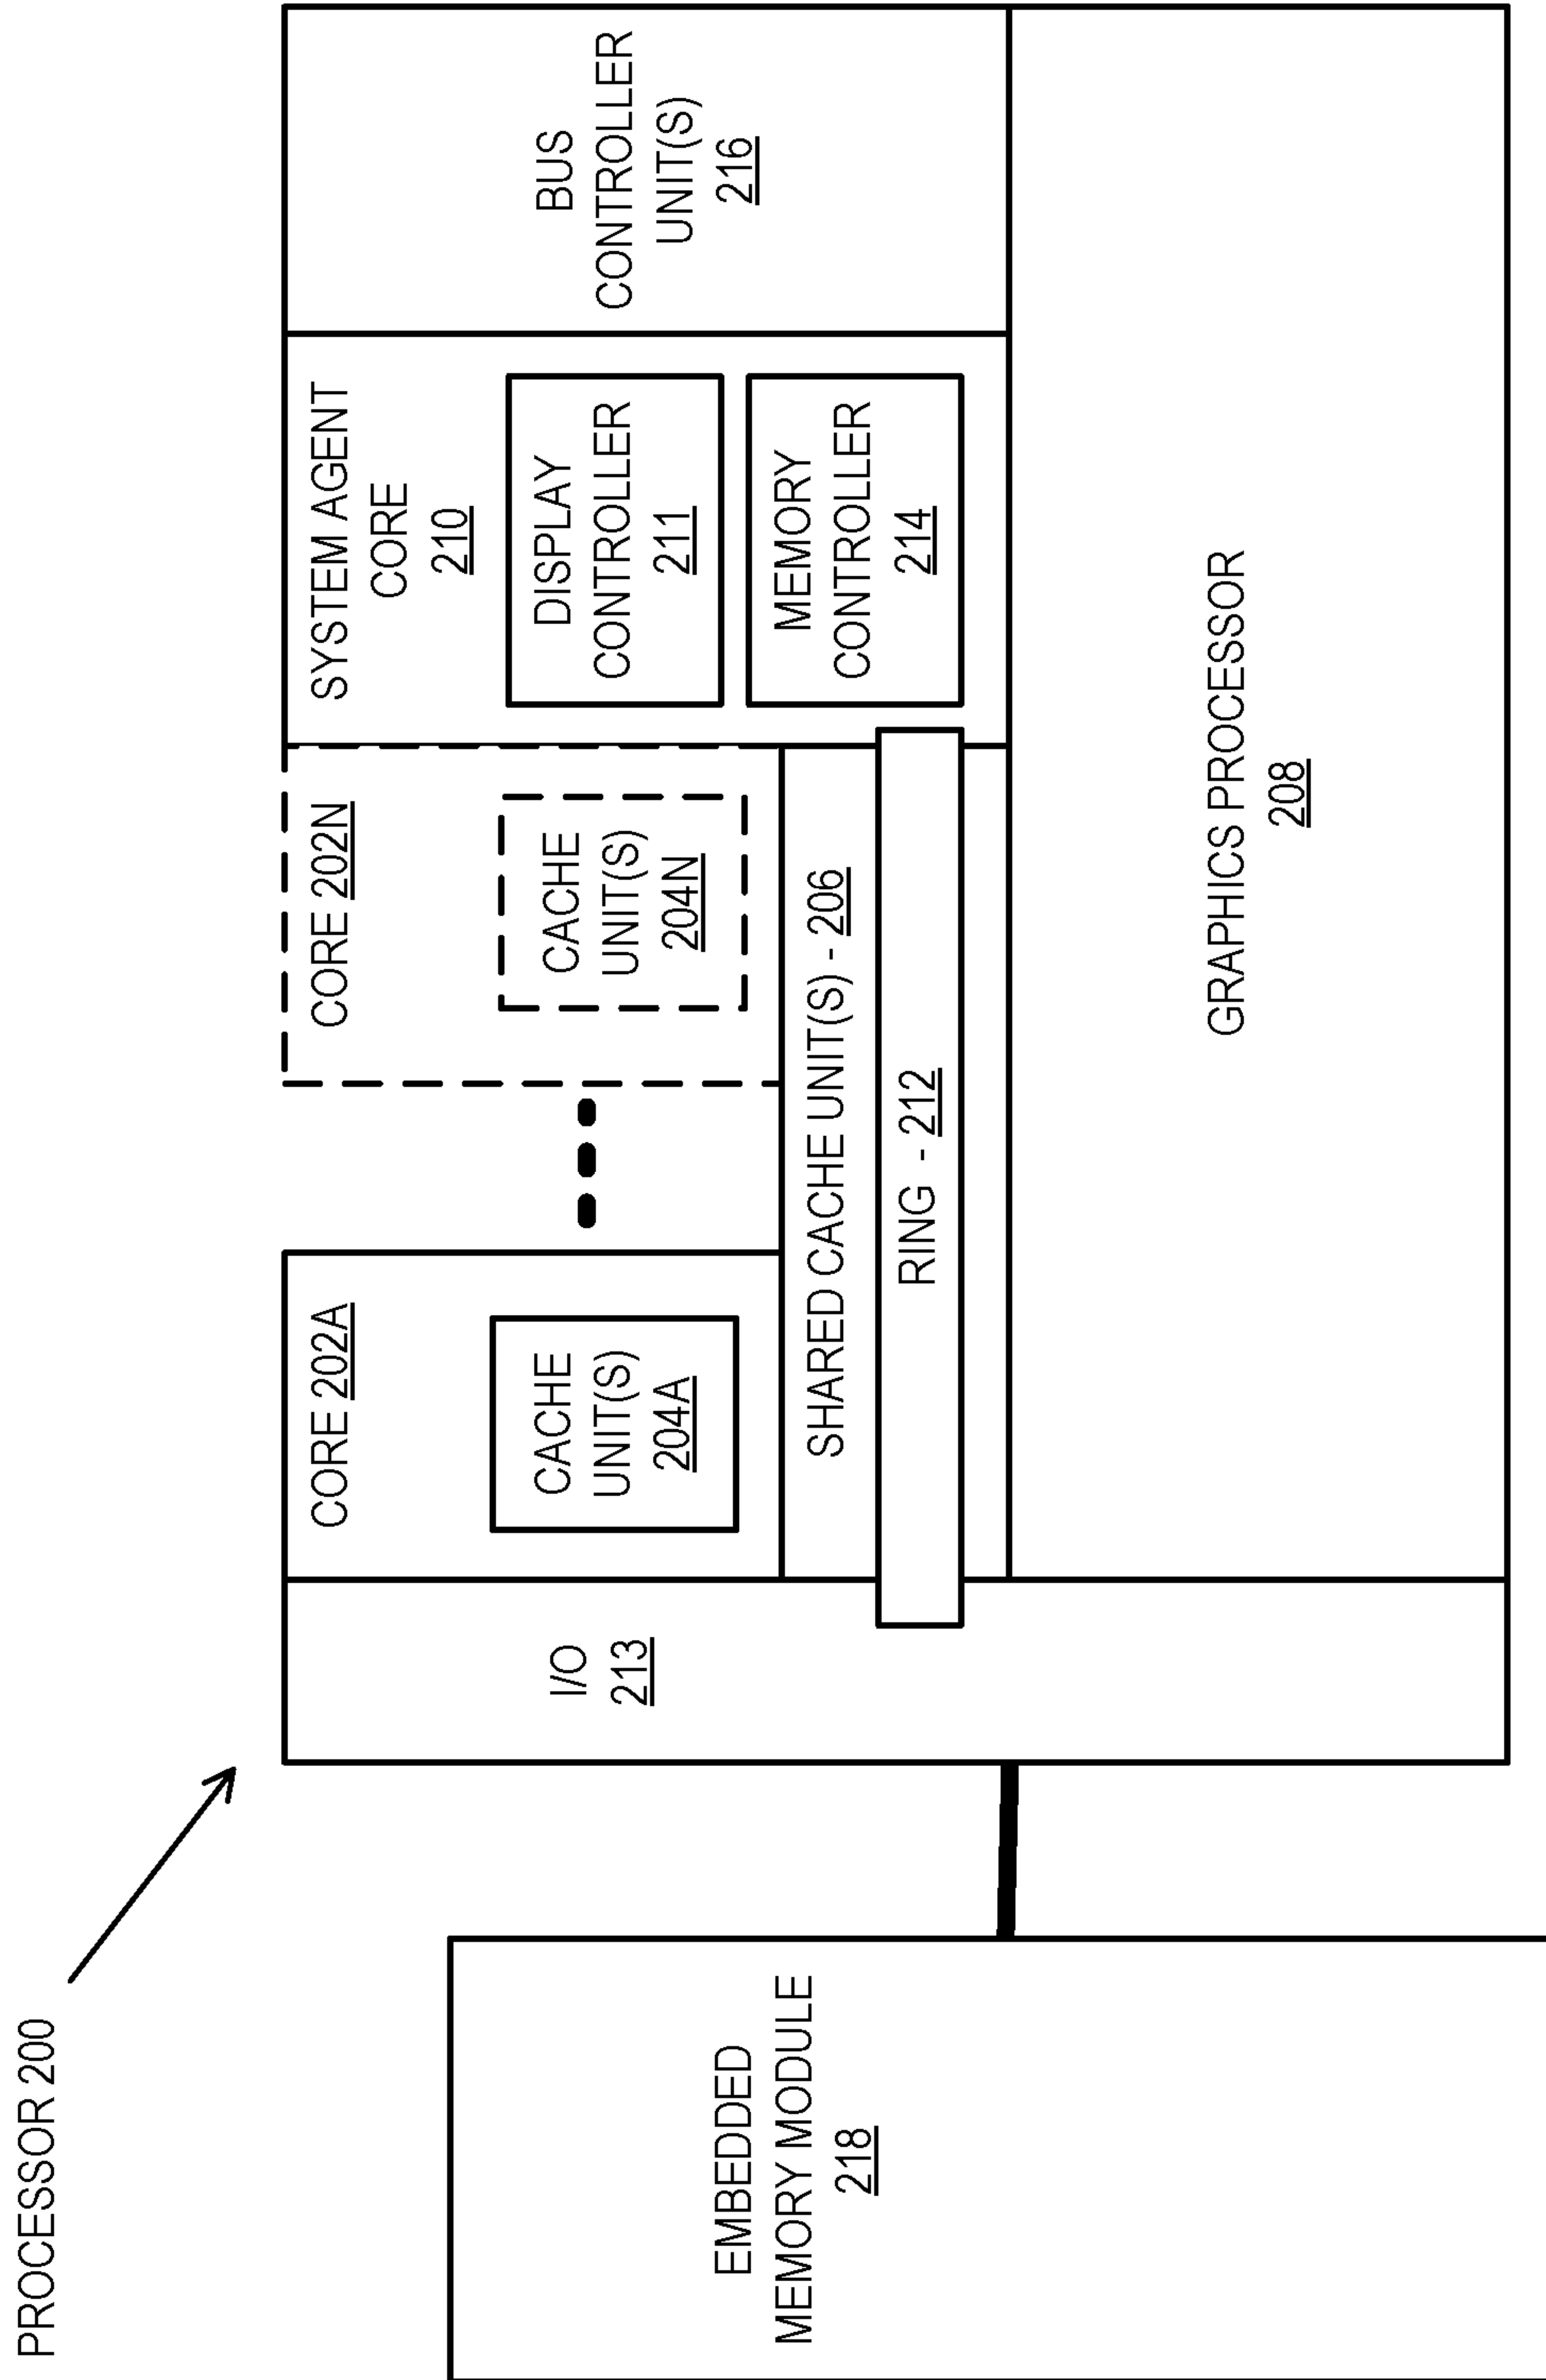 PROCESSOR 200
EMBEDDED
MEMORY MODULE
218
I/O
213
CORE 202A
CACHE
UNIT(S)
204A
CORE 202N
CACHE
UNIT(S)
204N
SHARED CACHE UNIT(S) - 206
RING - 212
SYSTEM AGENT
CORE
210
DISPLAY
CONTROLLER
211
MEMORY
CONTROLLER
214
BUS
CONTROLLER
UNIT(S)
216
GRAPHICS PROCESSOR
208